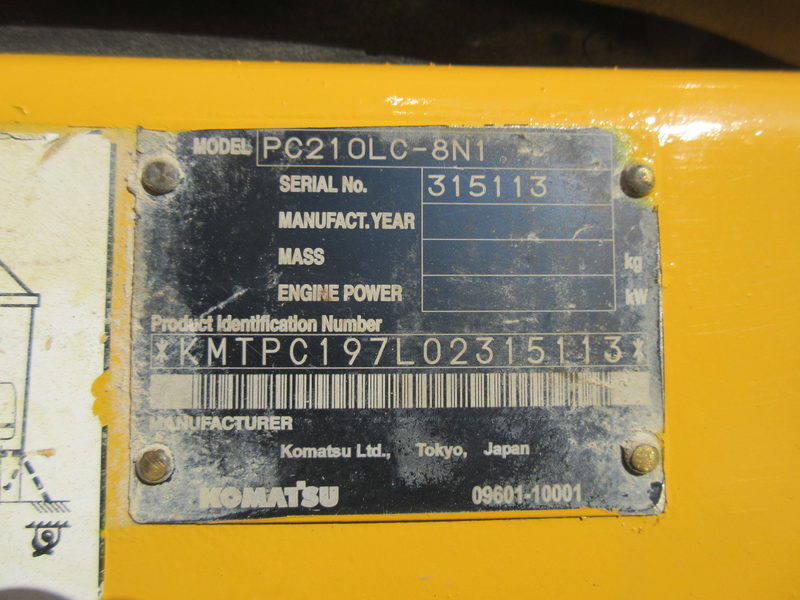 MODEL PC210LC-8N1
SERIAL No. 315113
MANUFACT.YEAR
MASS kg
ENGINE POWER kW
Product Identification Number
*KMTPC197L02315113*
MANUFACTURER
Komatsu Ltd., Tokyo, Japan
KOMATSU 09601-10001